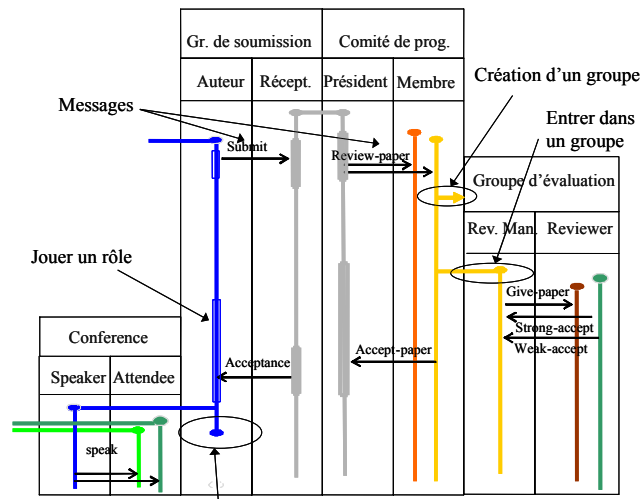 Gr. de soumission
Comité de prog.
Auteur
Récept.
Président
Membre
Création d'un groupe
Messages
Entrer dans
un groupe
Submit
Review-paper
Groupe d'évaluation
Rev. Man.
Reviewer
Jouer un rôle
Give-paper
Strong-accept
Weak-accept
Conference
Acceptance
Accept-paper
Speaker
Attendee
speak